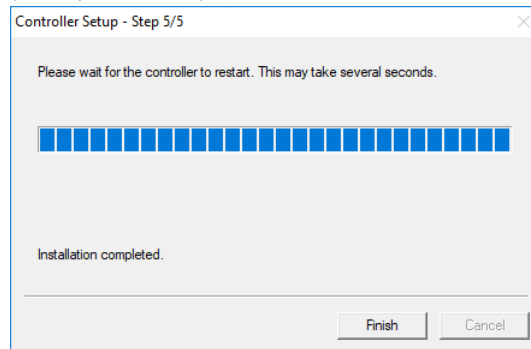 Controller Setup - Step 5/5
Please wait for the controller to restart. This may take several seconds.
Installation completed.
Finish
Cancel